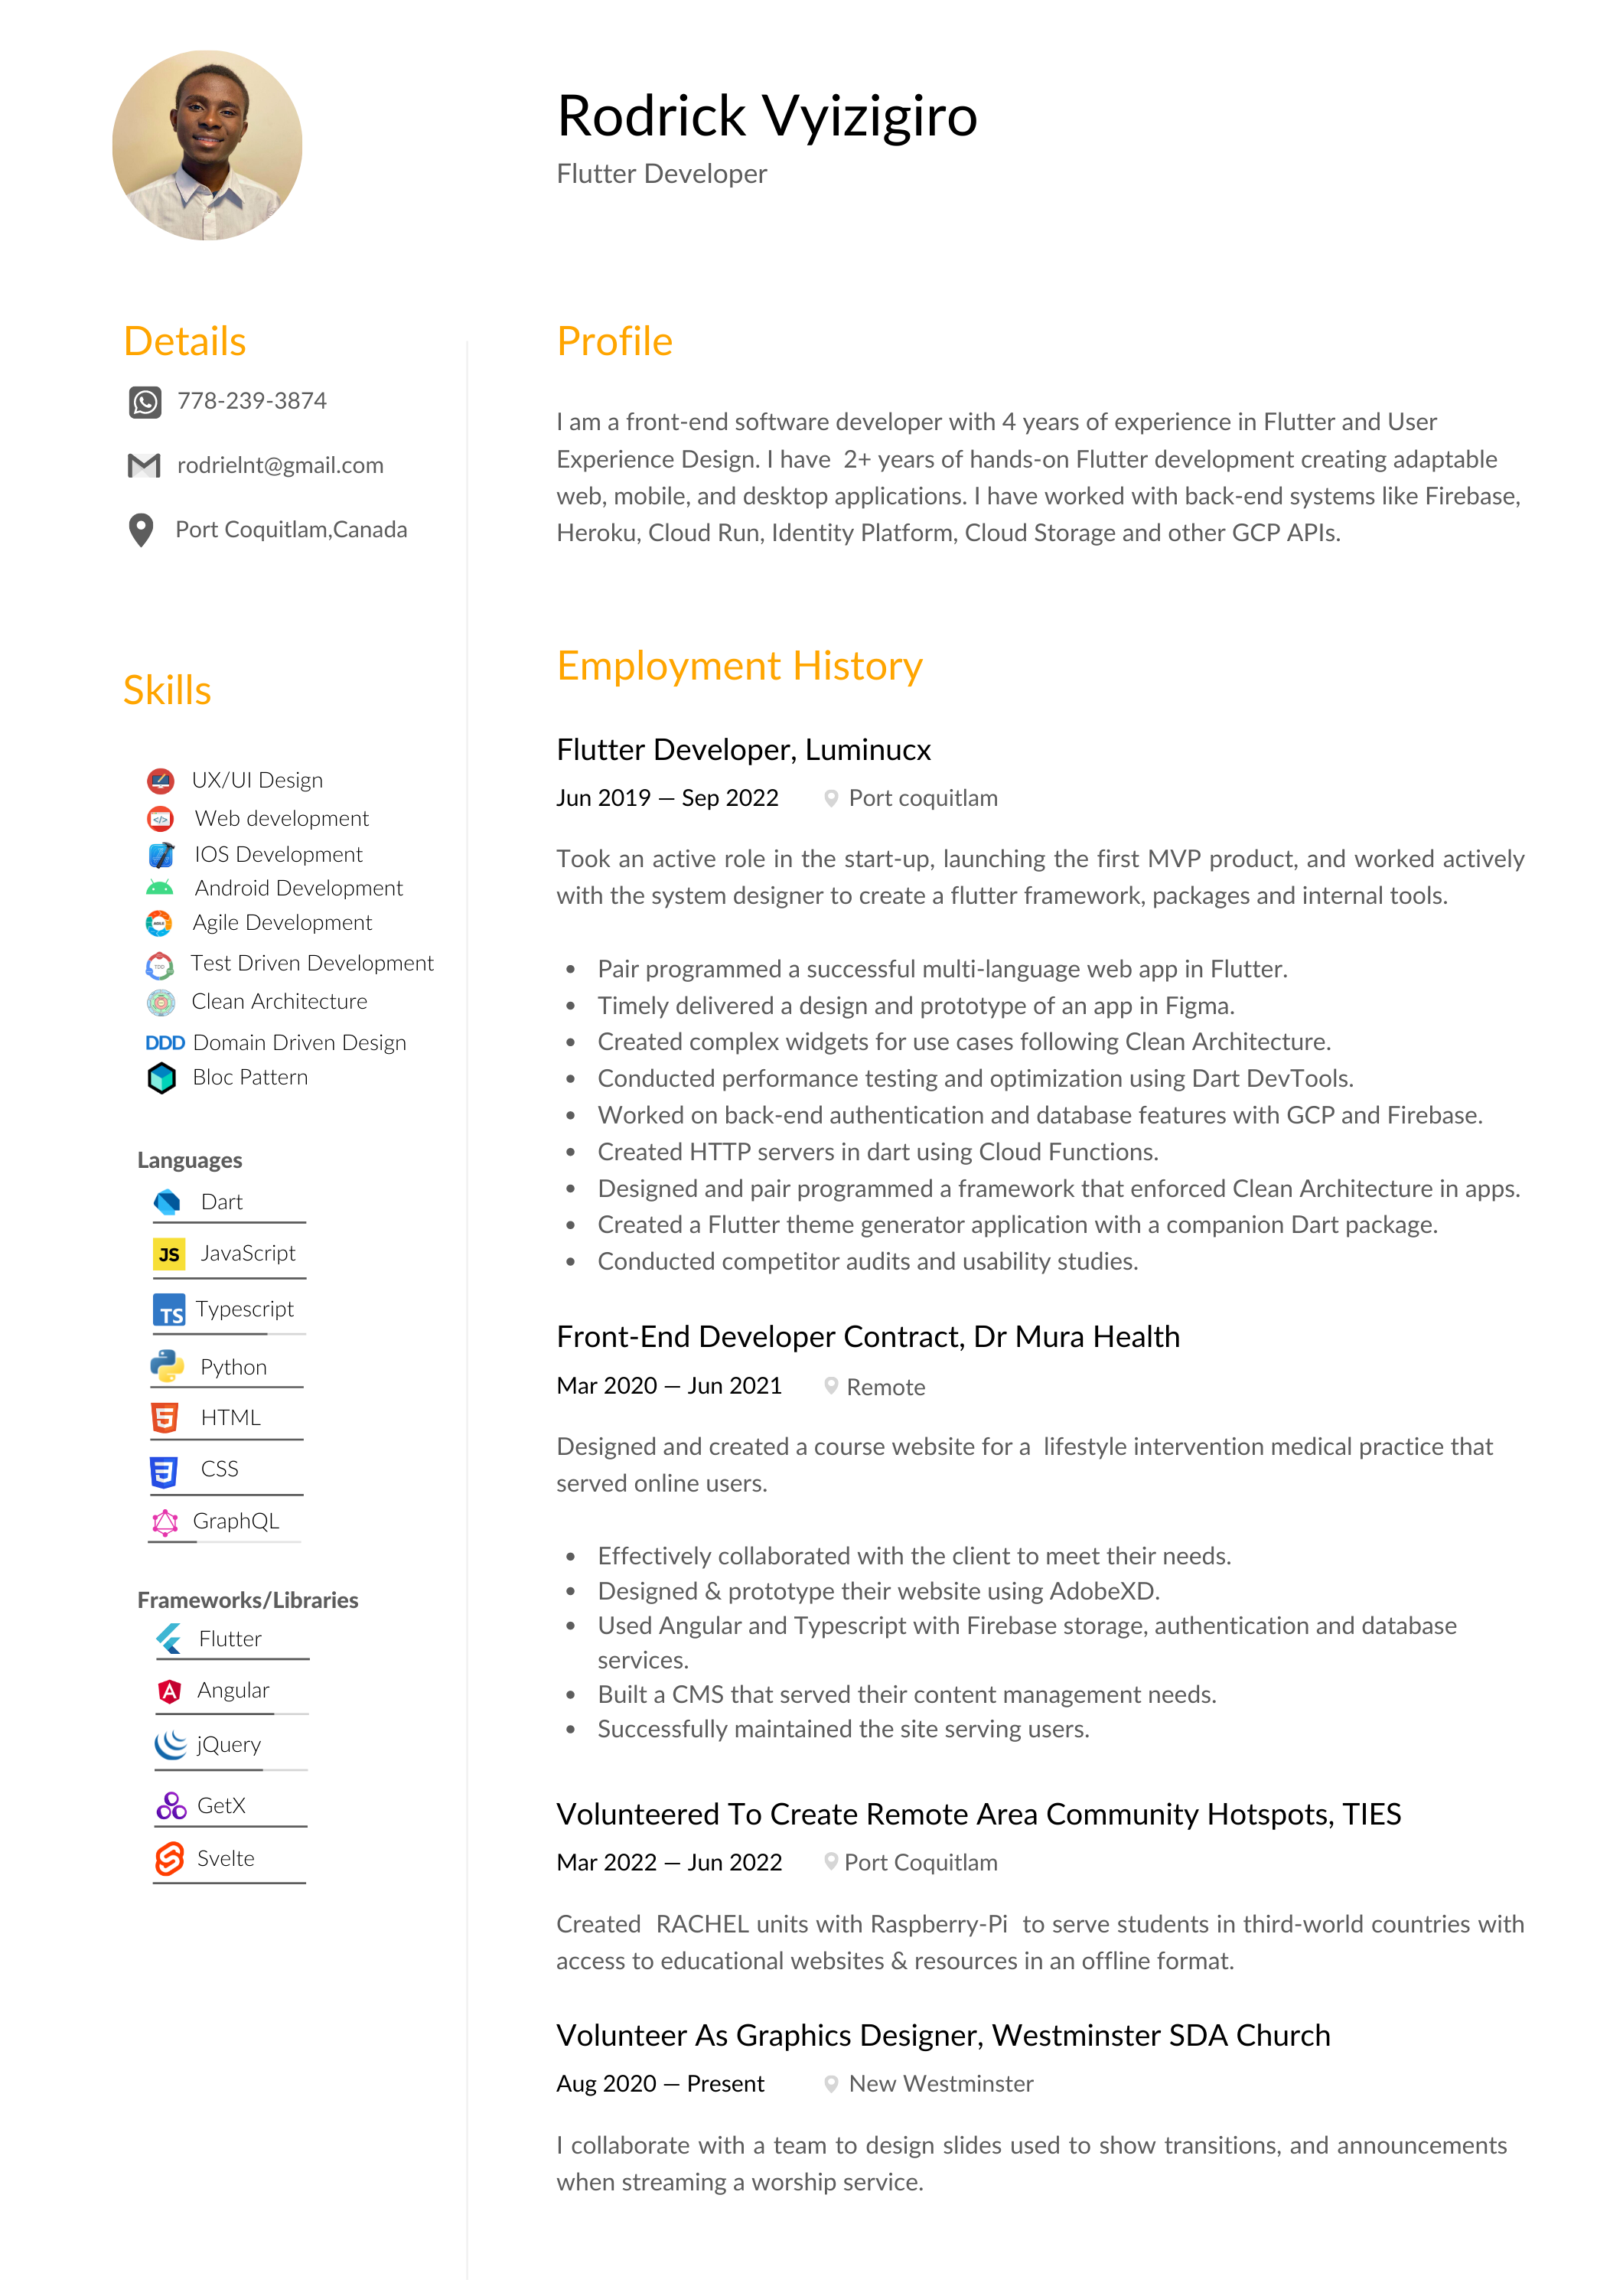 Rodrick Vyizigiro
Flutter Developer
Details
778-239-3874
rodrielnt@gmail.com
Port Coquitlam,Canada
Skills
UX/UI Design
Web development
IOS Development
Android Development
Agile Development
TDD
Test Driven Development
Clean Architecture
DDD Domain Driven Design
Bloc Pattern
Languages
Dart
JS JavaScript
TS Typescript
Python
HTML
CSS
GraphQL
Frameworks/Libraries
Flutter
Angular
jQuery
GetX
Svelte
Profile
I am a front-end software developer with 4 years of experience in Flutter and User
Experience Design. I have  2+ years of hands-on Flutter development creating adaptable
web, mobile, and desktop applications. I have worked with back-end systems like Firebase,
Heroku, Cloud Run, Identity Platform, Cloud Storage and other GCP APIs.
Employment History
Flutter Developer, Luminucx
Jun 2019 — Sep 2022 Port coquitlam
Took an active role in the start-up, launching the first MVP product, and worked actively
with the system designer to create a flutter framework, packages and internal tools.
• Pair programmed a successful multi-language web app in Flutter.
• Timely delivered a design and prototype of an app in Figma.
• Created complex widgets for use cases following Clean Architecture.
• Conducted performance testing and optimization using Dart DevTools.
• Worked on back-end authentication and database features with GCP and Firebase.
• Created HTTP servers in dart using Cloud Functions.
• Designed and pair programmed a framework that enforced Clean Architecture in apps.
• Created a Flutter theme generator application with a companion Dart package.
• Conducted competitor audits and usability studies.
Front-End Developer Contract, Dr Mura Health
Mar 2020 — Jun 2021 Remote
Designed and created a course website for a  lifestyle intervention medical practice that
served online users.
• Effectively collaborated with the client to meet their needs.
• Designed & prototype their website using AdobeXD.
• Used Angular and Typescript with Firebase storage, authentication and database
services.
• Built a CMS that served their content management needs.
• Successfully maintained the site serving users.
Volunteered To Create Remote Area Community Hotspots, TIES
Mar 2022 — Jun 2022 Port Coquitlam
Created  RACHEL units with Raspberry-Pi  to serve students in third-world countries with
access to educational websites & resources in an offline format.
Volunteer As Graphics Designer, Westminster SDA Church
Aug 2020 — Present New Westminster
I collaborate with a team to design slides used to show transitions, and announcements
when streaming a worship service.